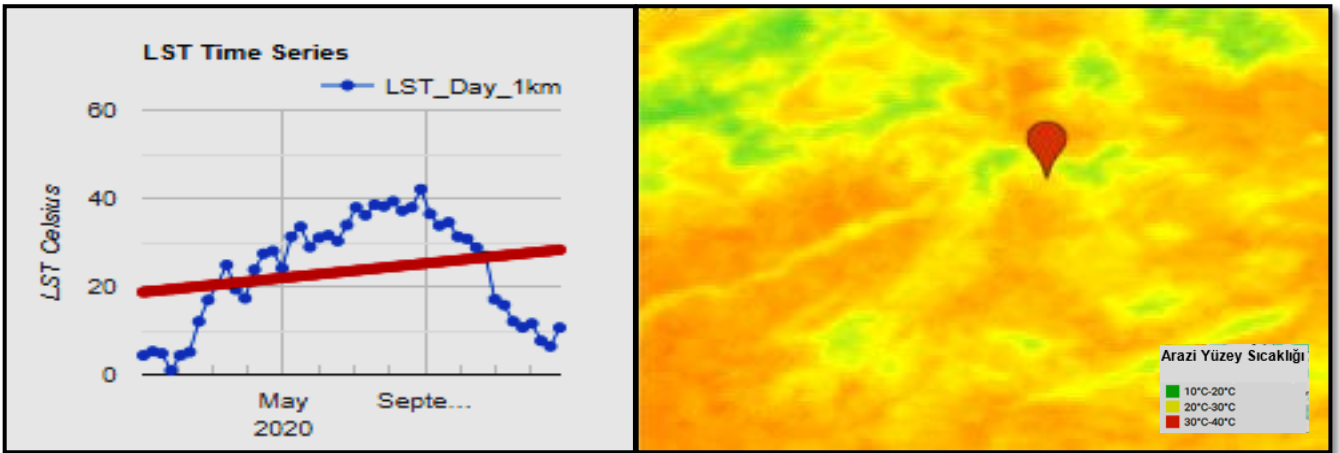 LST Time Series
LST_Day_1km
60
40
20
0
LST Celsius
May
2020
Septe...
Arazi Yüzey Sıcaklığı
10°C-20°C
20°C-30°C
30°C-40°C